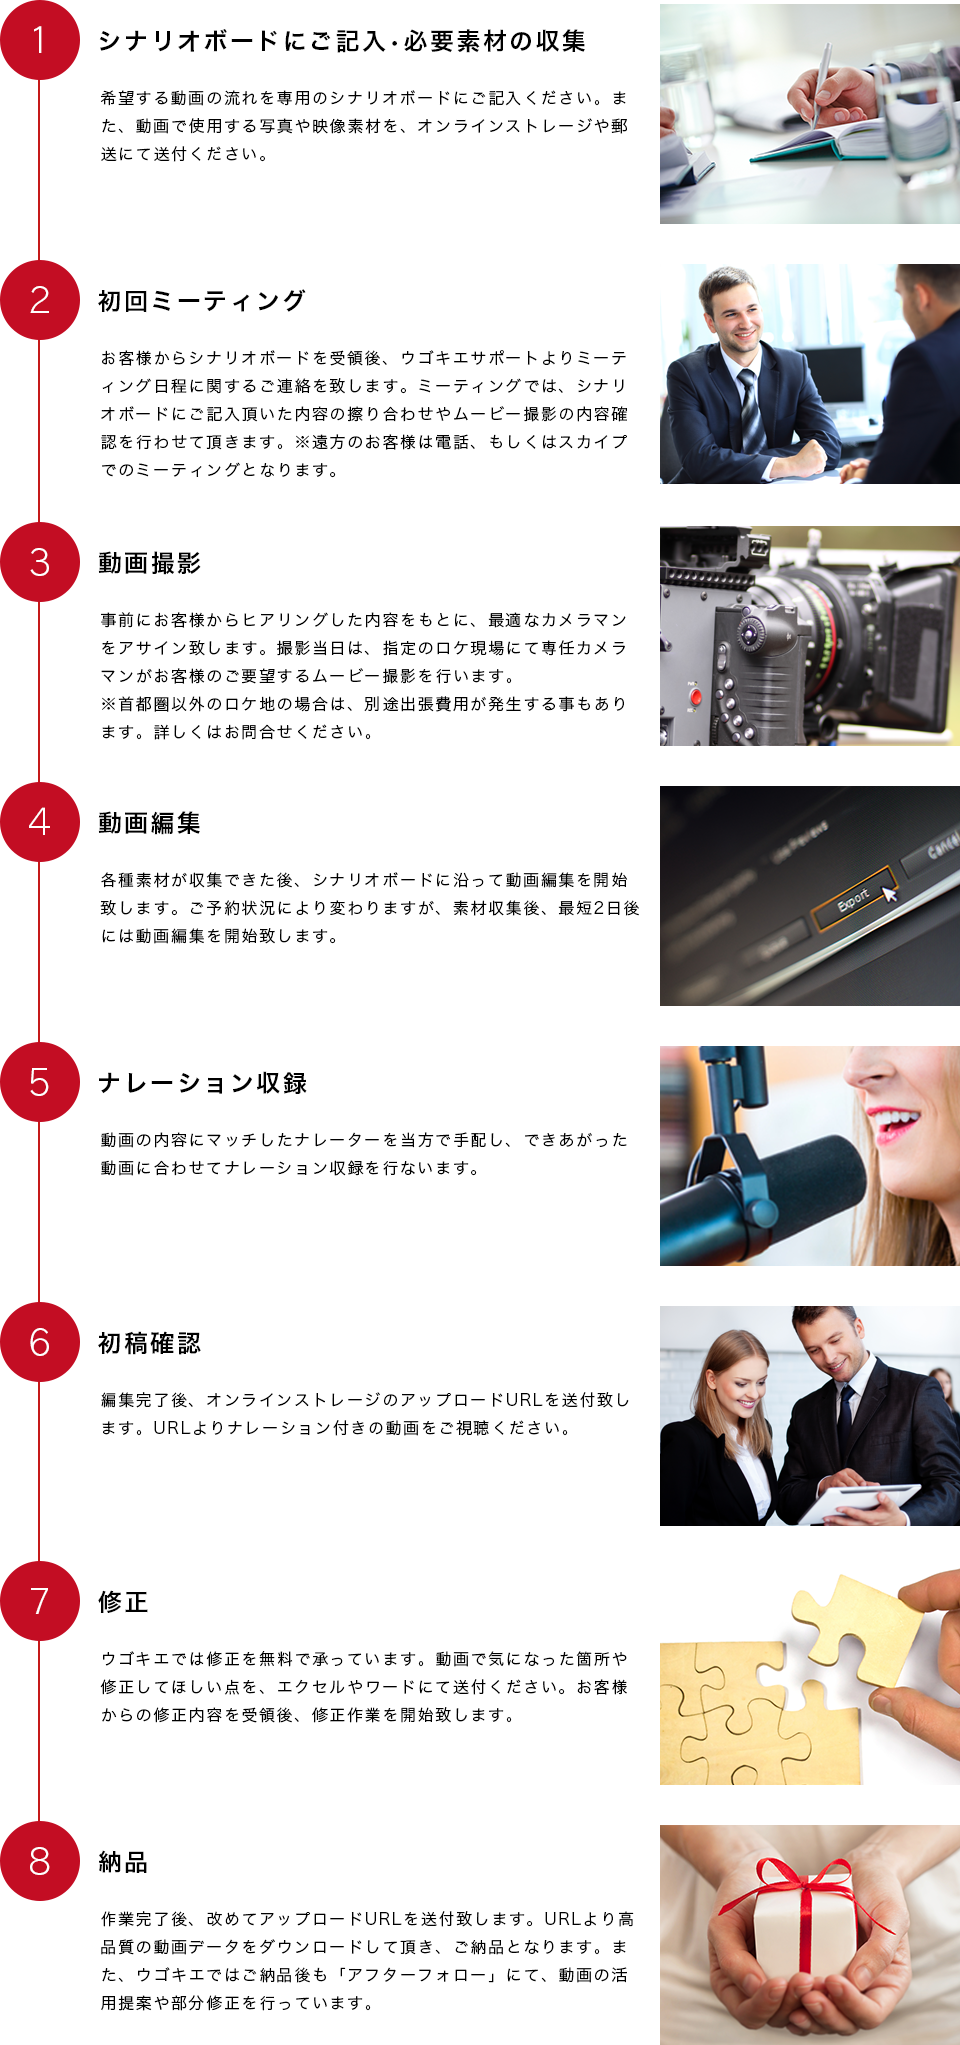 1
シナリオボードにご記入・必要素材の収集
希望する動画の流れを専用のシナリオボードにご記入ください。ま
た、動画で使用する写真や映像素材を、オンラインストレージや郵
送にて送付ください。
2
初回ミーティング
お客様からシナリオボードを受領後、ウゴキエサポートよりミーテ
ィング日程に関するご連絡を致します。ミーティングでは、シナリ
オボードにご記入頂いた内容の擦り合わせやムービー撮影の内容確
認を行わせて頂きます。※遠方のお客様は電話、もしくはスカイプ
でのミーティングとなります。
3
動画撮影
事前にお客様からヒアリングした内容をもとに、最適なカメラマン
をアサイン致します。撮影当日は、指定のロケ現場にて専任カメラ
マンがお客様のご要望するムービー撮影を行います。
※首都圏以外のロケ地の場合は、別途出張費用が発生する事もあり
ます。詳しくはお問合せください。
4
動画編集
各種素材が収集できた後、シナリオボードに沿って動画編集を開始
致します。ご予約状況により変わりますが、素材収集後、最短2日後
には動画編集を開始致します。
Export
5
ナレーション収録
動画の内容にマッチしたナレーターを当方で手配し、できあがった
動画に合わせてナレーション収録を行ないます。
6
初稿確認
編集完了後、オンラインストレージのアップロードURLを送付致し
ます。URLよりナレーション付きの動画をご視聴ください。
7
修正
ウゴキエでは修正を無料で承っています。動画で気になった箇所や
修正してほしい点を、エクセルやワードにて送付ください。お客様
からの修正内容を受領後、修正作業を開始致します。
8
納品
作業完了後、改めてアップロードURLを送付致します。URLより高
品質の動画データをダウンロードして頂き、ご納品となります。ま
た、ウゴキエではご納品後も「アフターフォロー」にて、動画の活
用提案や部分修正を行っています。